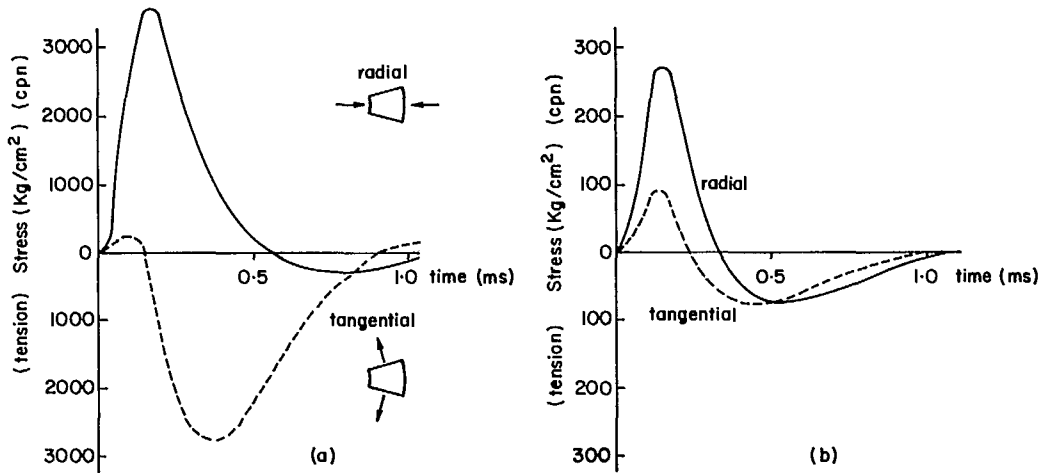 Stress (Kg/cm²) (cpn)
(tension)
3000
2000
1000
0
1000
2000
3000
radial
0.5
1.0
time (ms)
tangential
(a)
Stress (Kg/cm²) (cpn)
(tension)
300
200
100
0
100
200
300
radial
0.5
1.0
time (ms)
tangential
(b)